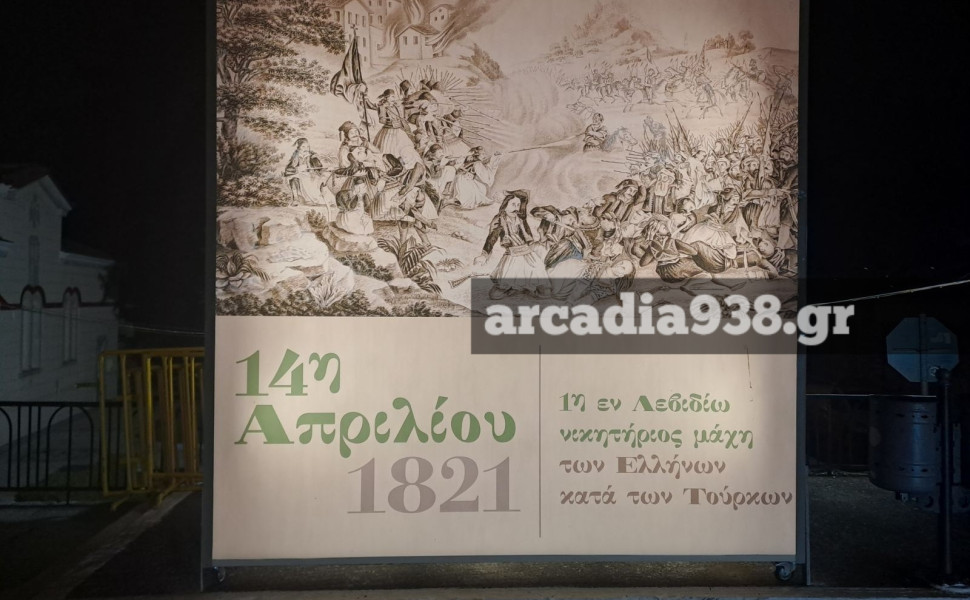 arcadia938.gr
14η
Απριλίου
1821
1η εν Λεβιδίω
νικητήριος μάχη
των Ελλήνων
κατά των Τούρκων